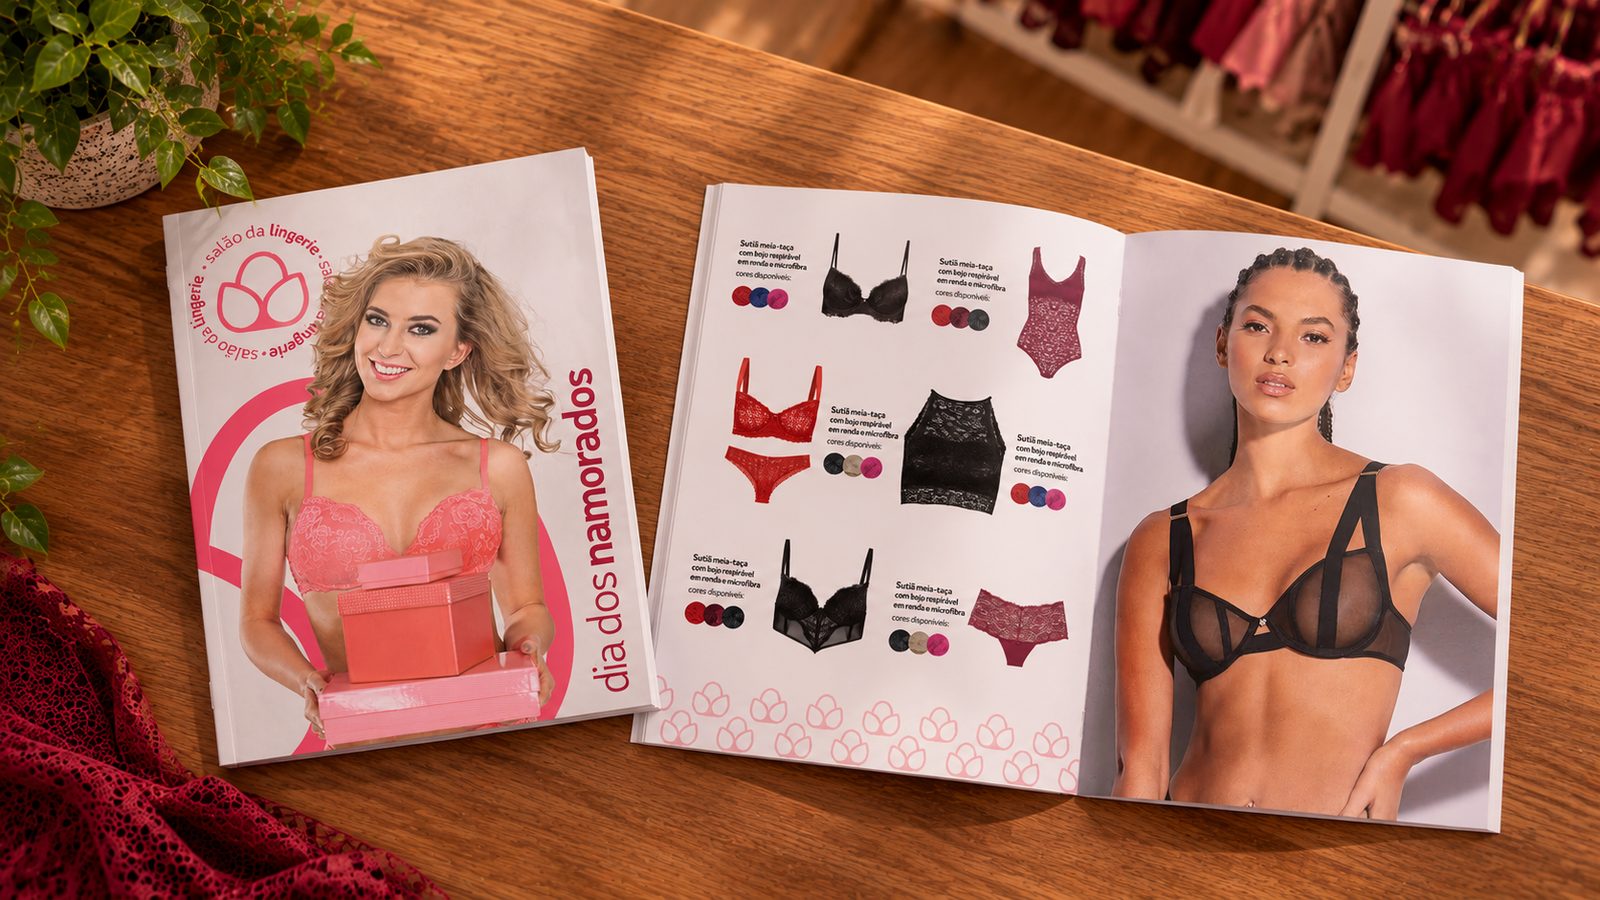 salão da lingerie • salão da lingerie • salão da lingerie •
dia dos namorados
Sutiã meia-taça
com bojo respirável
em renda e microfibra
cores disponíveis:
Sutiã meia-taça
com bojo respirável
em renda e microfibra
cores disponíveis:
Sutiã meia-taça
com bojo respirável
em renda e microfibra
cores disponíveis:
Sutiã meia-taça
com bojo respirável
em renda e microfibra
cores disponíveis:
Sutiã meia-taça
com bojo respirável
em renda e microfibra
cores disponíveis:
Sutiã meia-taça
com bojo respirável
em renda e microfibra
cores disponíveis: